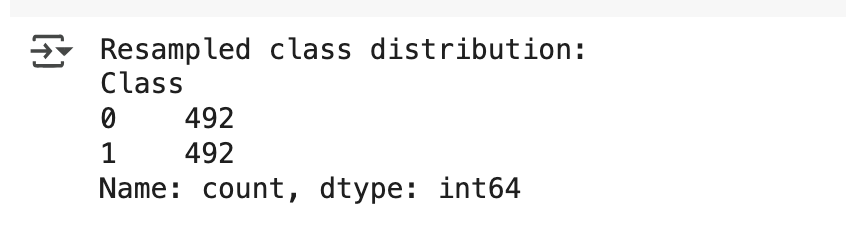 Resampled class distribution:
Class
0    492
1    492
Name: count, dtype: int64